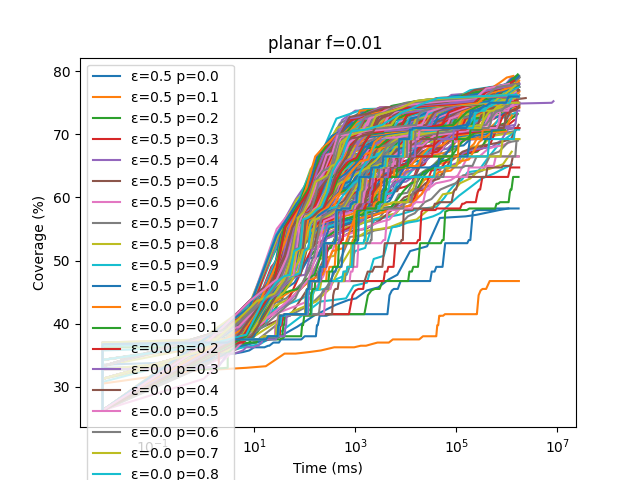 planar f=0.01
80
70
60
50
40
30
Coverage (%)
ε=0.5 p=0.0
ε=0.5 p=0.1
ε=0.5 p=0.2
ε=0.5 p=0.3
ε=0.5 p=0.4
ε=0.5 p=0.5
ε=0.5 p=0.6
ε=0.5 p=0.7
ε=0.5 p=0.8
ε=0.5 p=0.9
ε=0.5 p=1.0
ε=0.0 p=0.0
ε=0.0 p=0.1
ε=0.0 p=0.2
ε=0.0 p=0.3
ε=0.0 p=0.4
ε=0.0 p=0.5
ε=0.0 p=0.6
ε=0.0 p=0.7
ε=0.0 p=0.8
10⁻¹ 10¹ 10³ 10⁵ 10⁷
Time (ms)